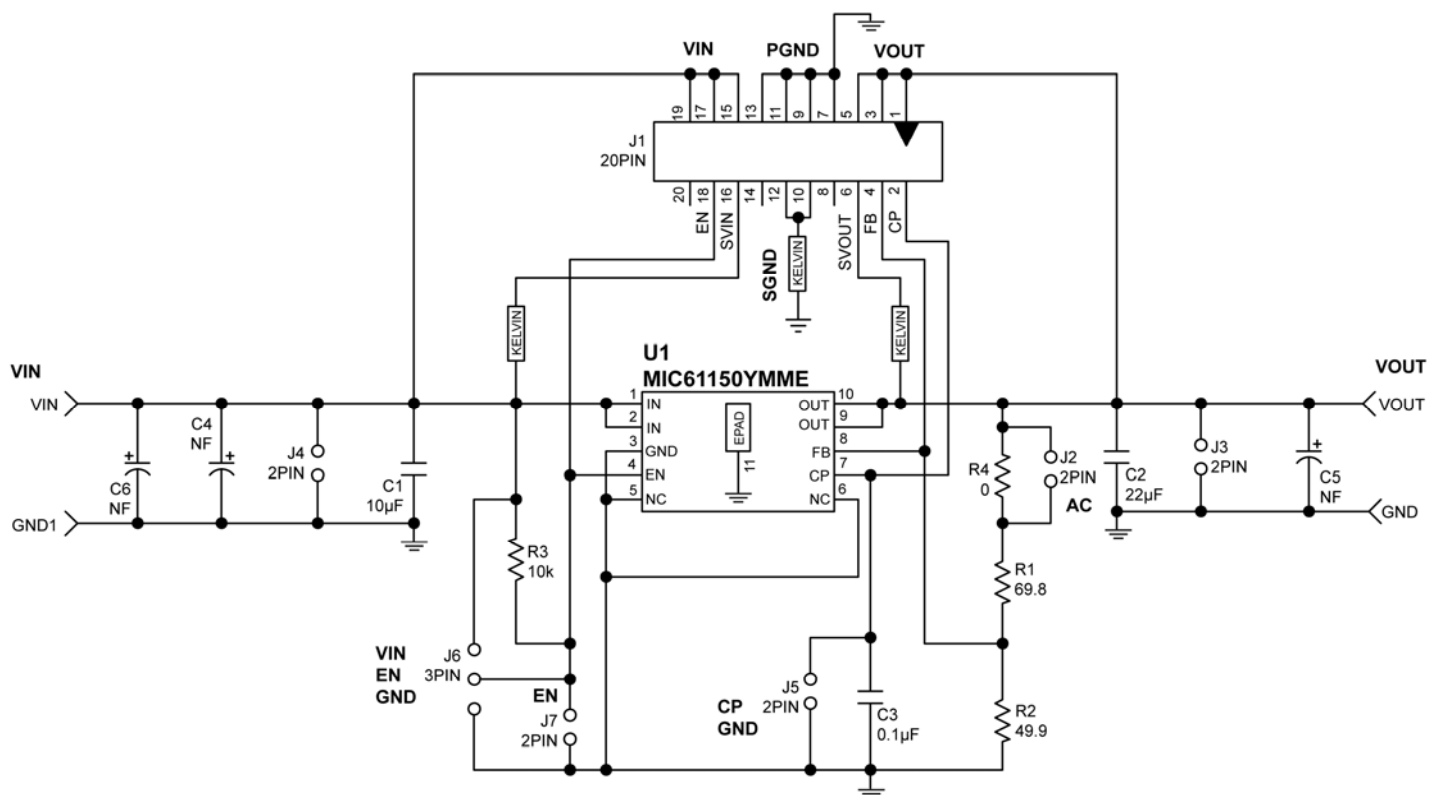 VIN PGND VOUT
19 17 15 13 11 9 7 5 3 1
J1
20PIN
20 18 16 14 12 10 8 6 4 2
EN SVIN SVOUT FB CP
SGND
KELVIN
KELVIN
KELVIN
U1
MIC61150YMME
VIN
VIN
C6
NF
C4
NF
J4
2PIN
C1
10µF
GND1
1 IN
2 IN
3 GND
4 EN
5 NC
EPAD
11
OUT 10
OUT 9
FB 8
CP 7
NC 6
R4
0
J2
2PIN
AC
C2
22µF
J3
2PIN
C5
NF
VOUT
VOUT
GND
R3
10k
R1
69.8
VIN
EN
GND
J6
3PIN
EN
J7
2PIN
CP
GND
J5
2PIN
C3
0.1µF
R2
49.9